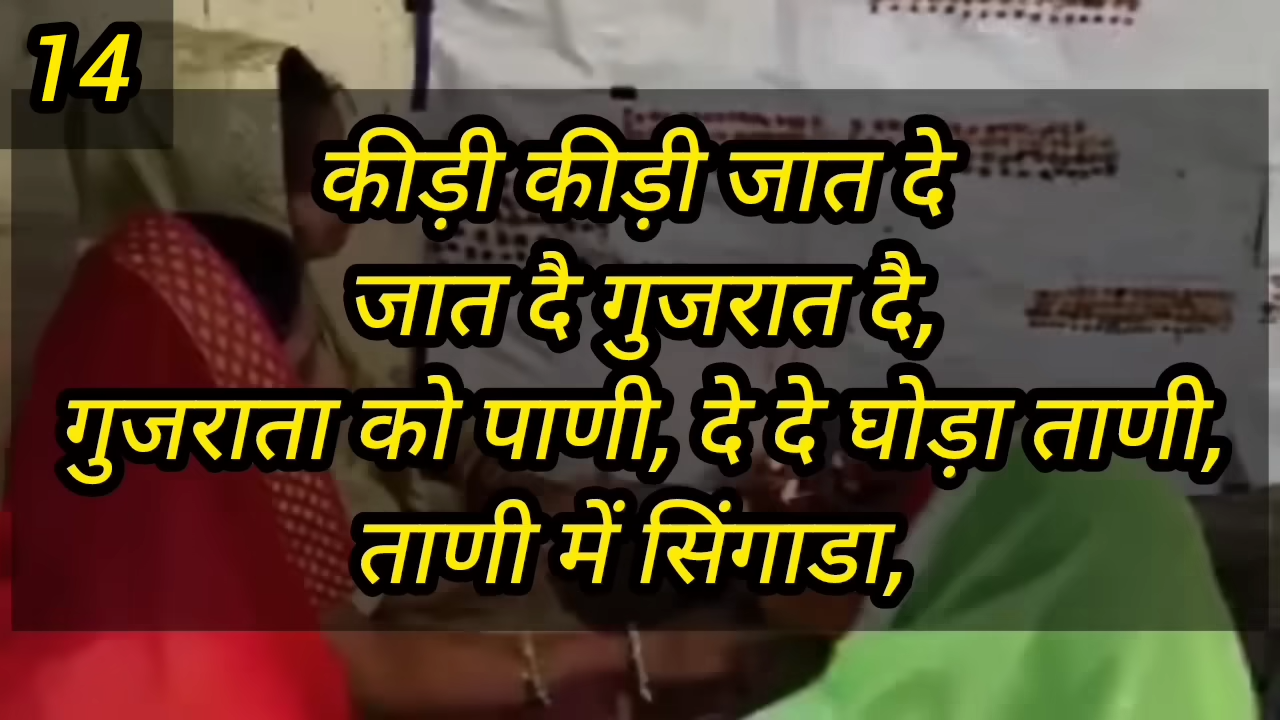 14
कीड़ी कीड़ी जात दे
जात दै गुजरात दै,
गुजराता को पाणी, दे दे घोड़ा ताणी,
ताणी में सिंगाडा,